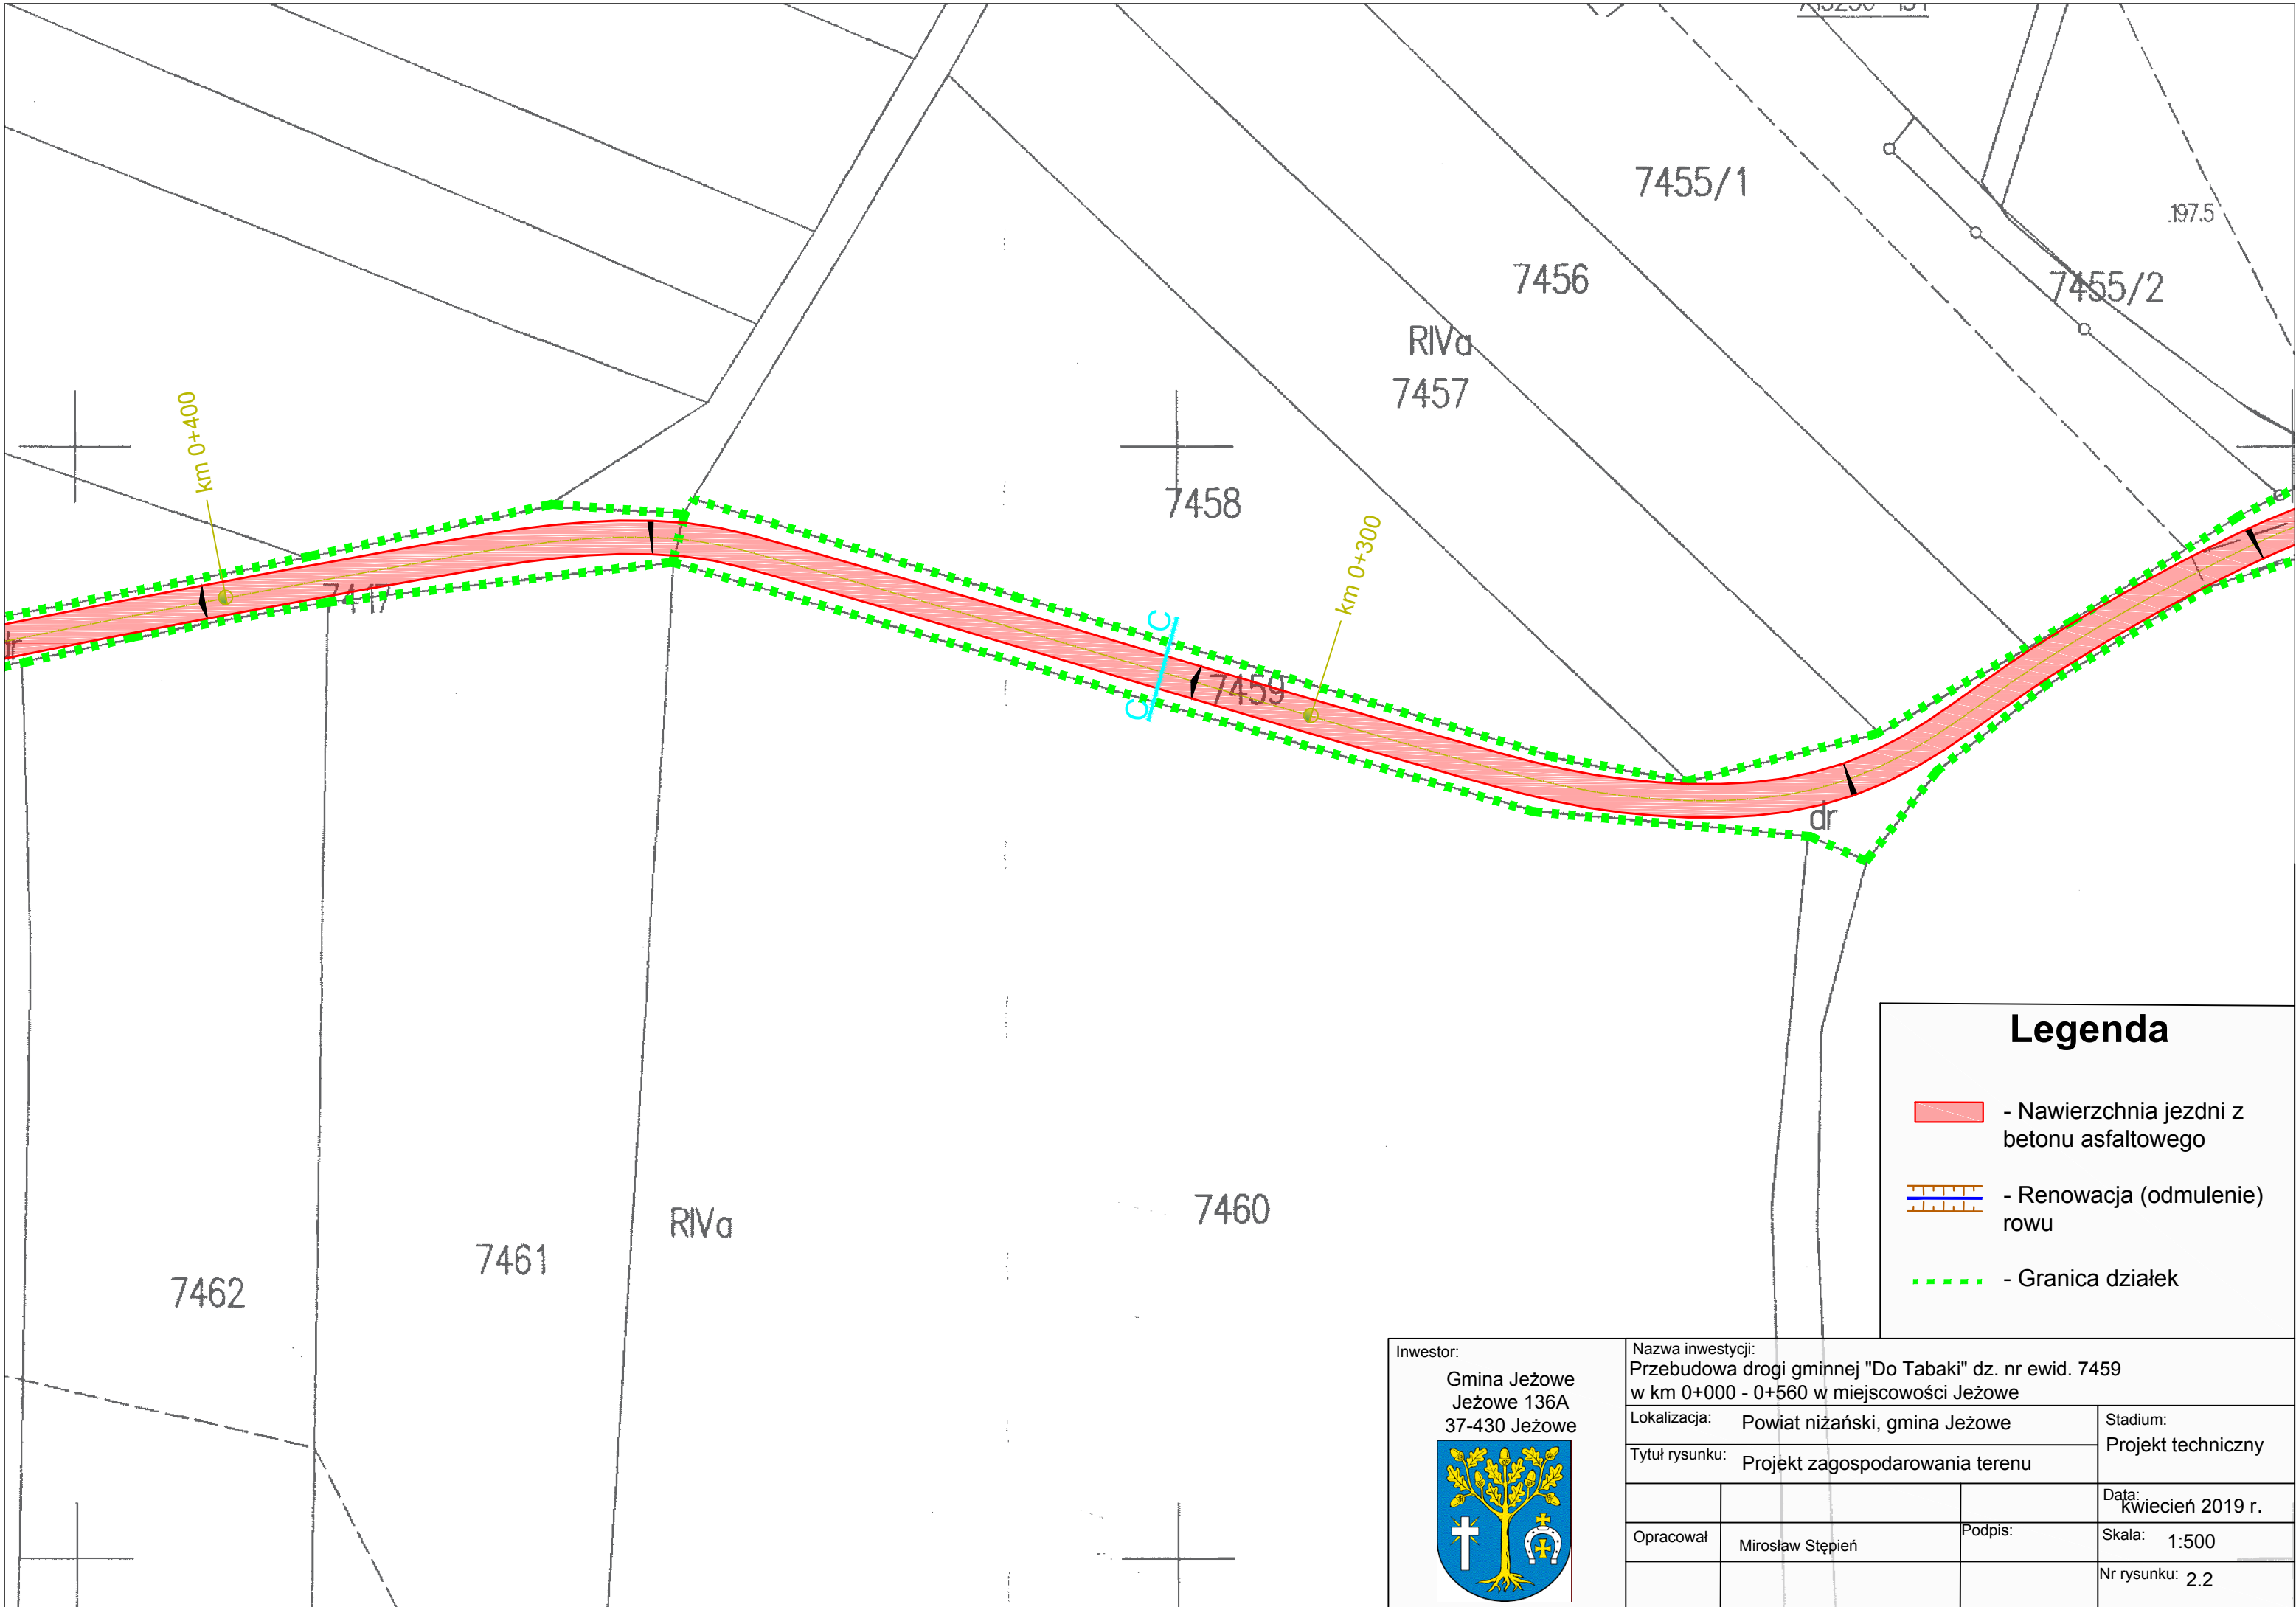 7455/1
197.5
7456
7455/2
RIVa
7457
km 0+400
7458
km 0+300
7417
C
dr
7459
C
dr
7460
RIVa
7461
7462
Legenda
- Nawierzchnia jezdni z
betonu asfaltowego
- Renowacja (odmulenie)
rowu
- Granica działek
Inwestor:
Gmina Jeżowe
Jeżowe 136A
37-430 Jeżowe
Nazwa inwestycji:
Przebudowa drogi gminnej "Do Tabaki" dz. nr ewid. 7459
w km 0+000 - 0+560 w miejscowości Jeżowe
Lokalizacja: Powiat niżański, gmina Jeżowe
Stadium:
Projekt techniczny
Tytuł rysunku: Projekt zagospodarowania terenu
Data:
kwiecień 2019 r.
Opracował Mirosław Stępień
Podpis:
Skala: 1:500
Nr rysunku: 2.2